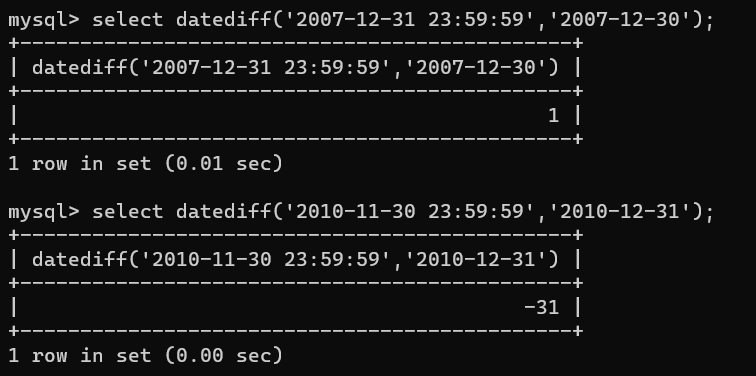 mysql> select datediff('2007-12-31 23:59:59','2007-12-30');
+----------------------------------------------+
| datediff('2007-12-31 23:59:59','2007-12-30') |
+----------------------------------------------+
|                                            1 |
+----------------------------------------------+
1 row in set (0.01 sec)

mysql> select datediff('2010-11-30 23:59:59','2010-12-31');
+----------------------------------------------+
| datediff('2010-11-30 23:59:59','2010-12-31') |
+----------------------------------------------+
|                                          -31 |
+----------------------------------------------+
1 row in set (0.00 sec)